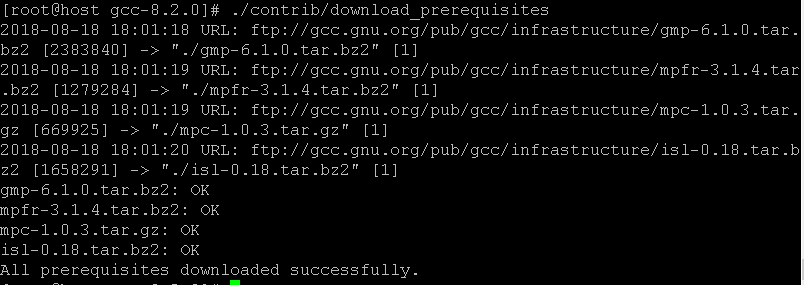 [root@host gcc-8.2.0]# ./contrib/download_prerequisites
2018-08-18 18:01:18 URL: ftp://gcc.gnu.org/pub/gcc/infrastructure/gmp-6.1.0.tar.
bz2 [2383840] -> "./gmp-6.1.0.tar.bz2" [1]
2018-08-18 18:01:19 URL: ftp://gcc.gnu.org/pub/gcc/infrastructure/mpfr-3.1.4.tar
.bz2 [1279284] -> "./mpfr-3.1.4.tar.bz2" [1]
2018-08-18 18:01:19 URL: ftp://gcc.gnu.org/pub/gcc/infrastructure/mpc-1.0.3.tar.
gz [669925] -> "./mpc-1.0.3.tar.gz" [1]
2018-08-18 18:01:20 URL: ftp://gcc.gnu.org/pub/gcc/infrastructure/isl-0.18.tar.b
z2 [1658291] -> "./isl-0.18.tar.bz2" [1]
gmp-6.1.0.tar.bz2: OK
mpfr-3.1.4.tar.bz2: OK
mpc-1.0.3.tar.gz: OK
isl-0.18.tar.bz2: OK
All prerequisites downloaded successfully.